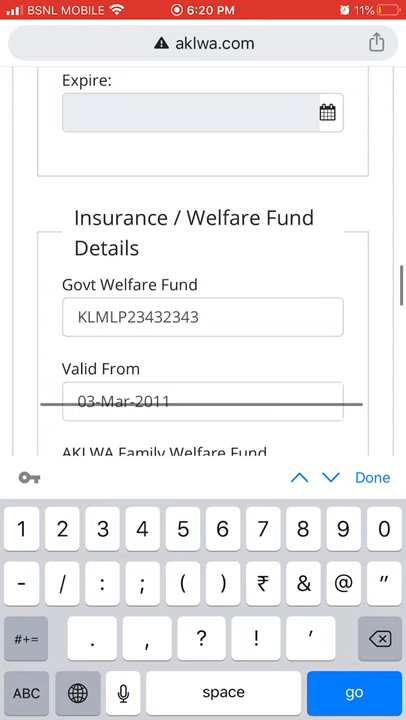 BSNL MOBILE 6:20 PM 11%
aklwa.com
Expire:
Insurance / Welfare Fund
Details
Govt Welfare Fund
KLMLP23432343
Valid From
03-Mar-2011
AKLWA Family Welfare Fund
Done
1 2 3 4 5 6 7 8 9 0
- / : ; ( ) ₹ & @ ”
#+= . , ? ! ’
ABC space go